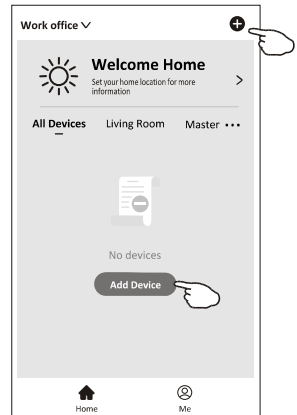 Work office
Welcome Home
Set your home location for more
information
All Devices Living Room Master
No devices
Add Device
Home Me